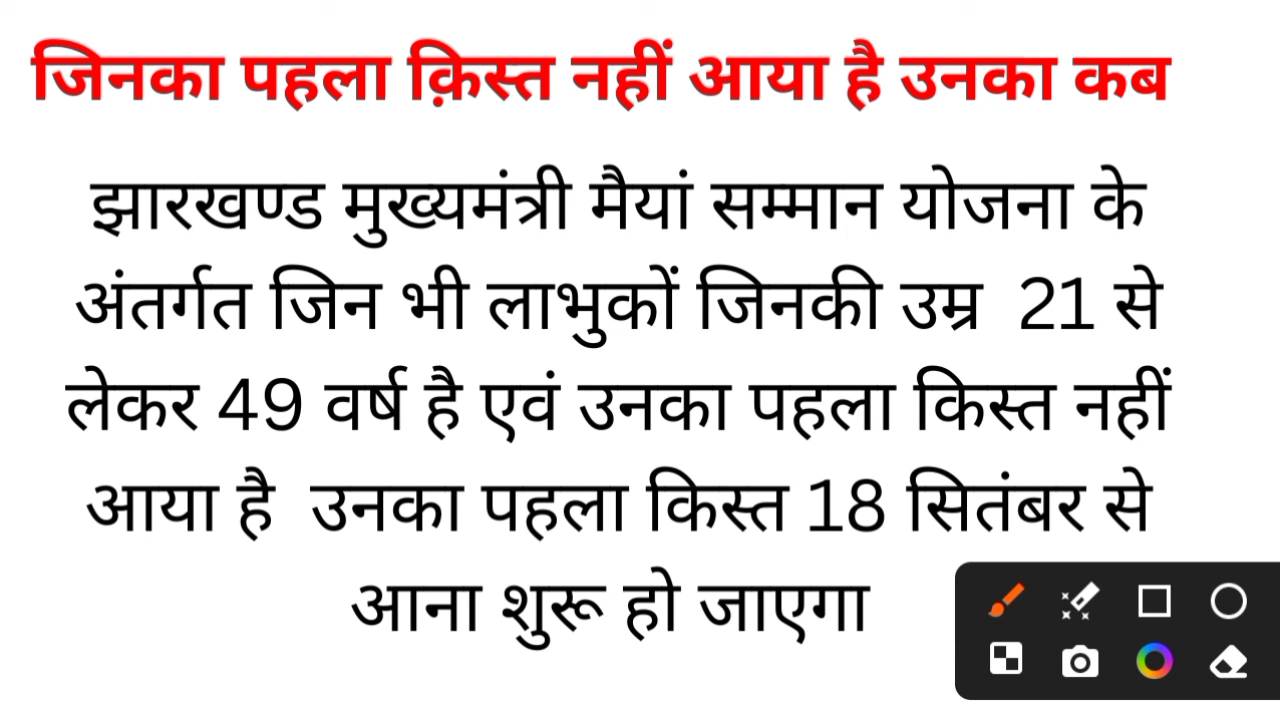 जिनका पहला क़िस्त नहीं आया है उनका कब
झारखण्ड मुख्यमंत्री मैयां सम्मान योजना के
अंतर्गत जिन भी लाभुकों जिनकी उम्र 21 से
लेकर 49 वर्ष है एवं उनका पहला किस्त नहीं
आया है उनका पहला किस्त 18 सितंबर से
आना शुरू हो जाएगा